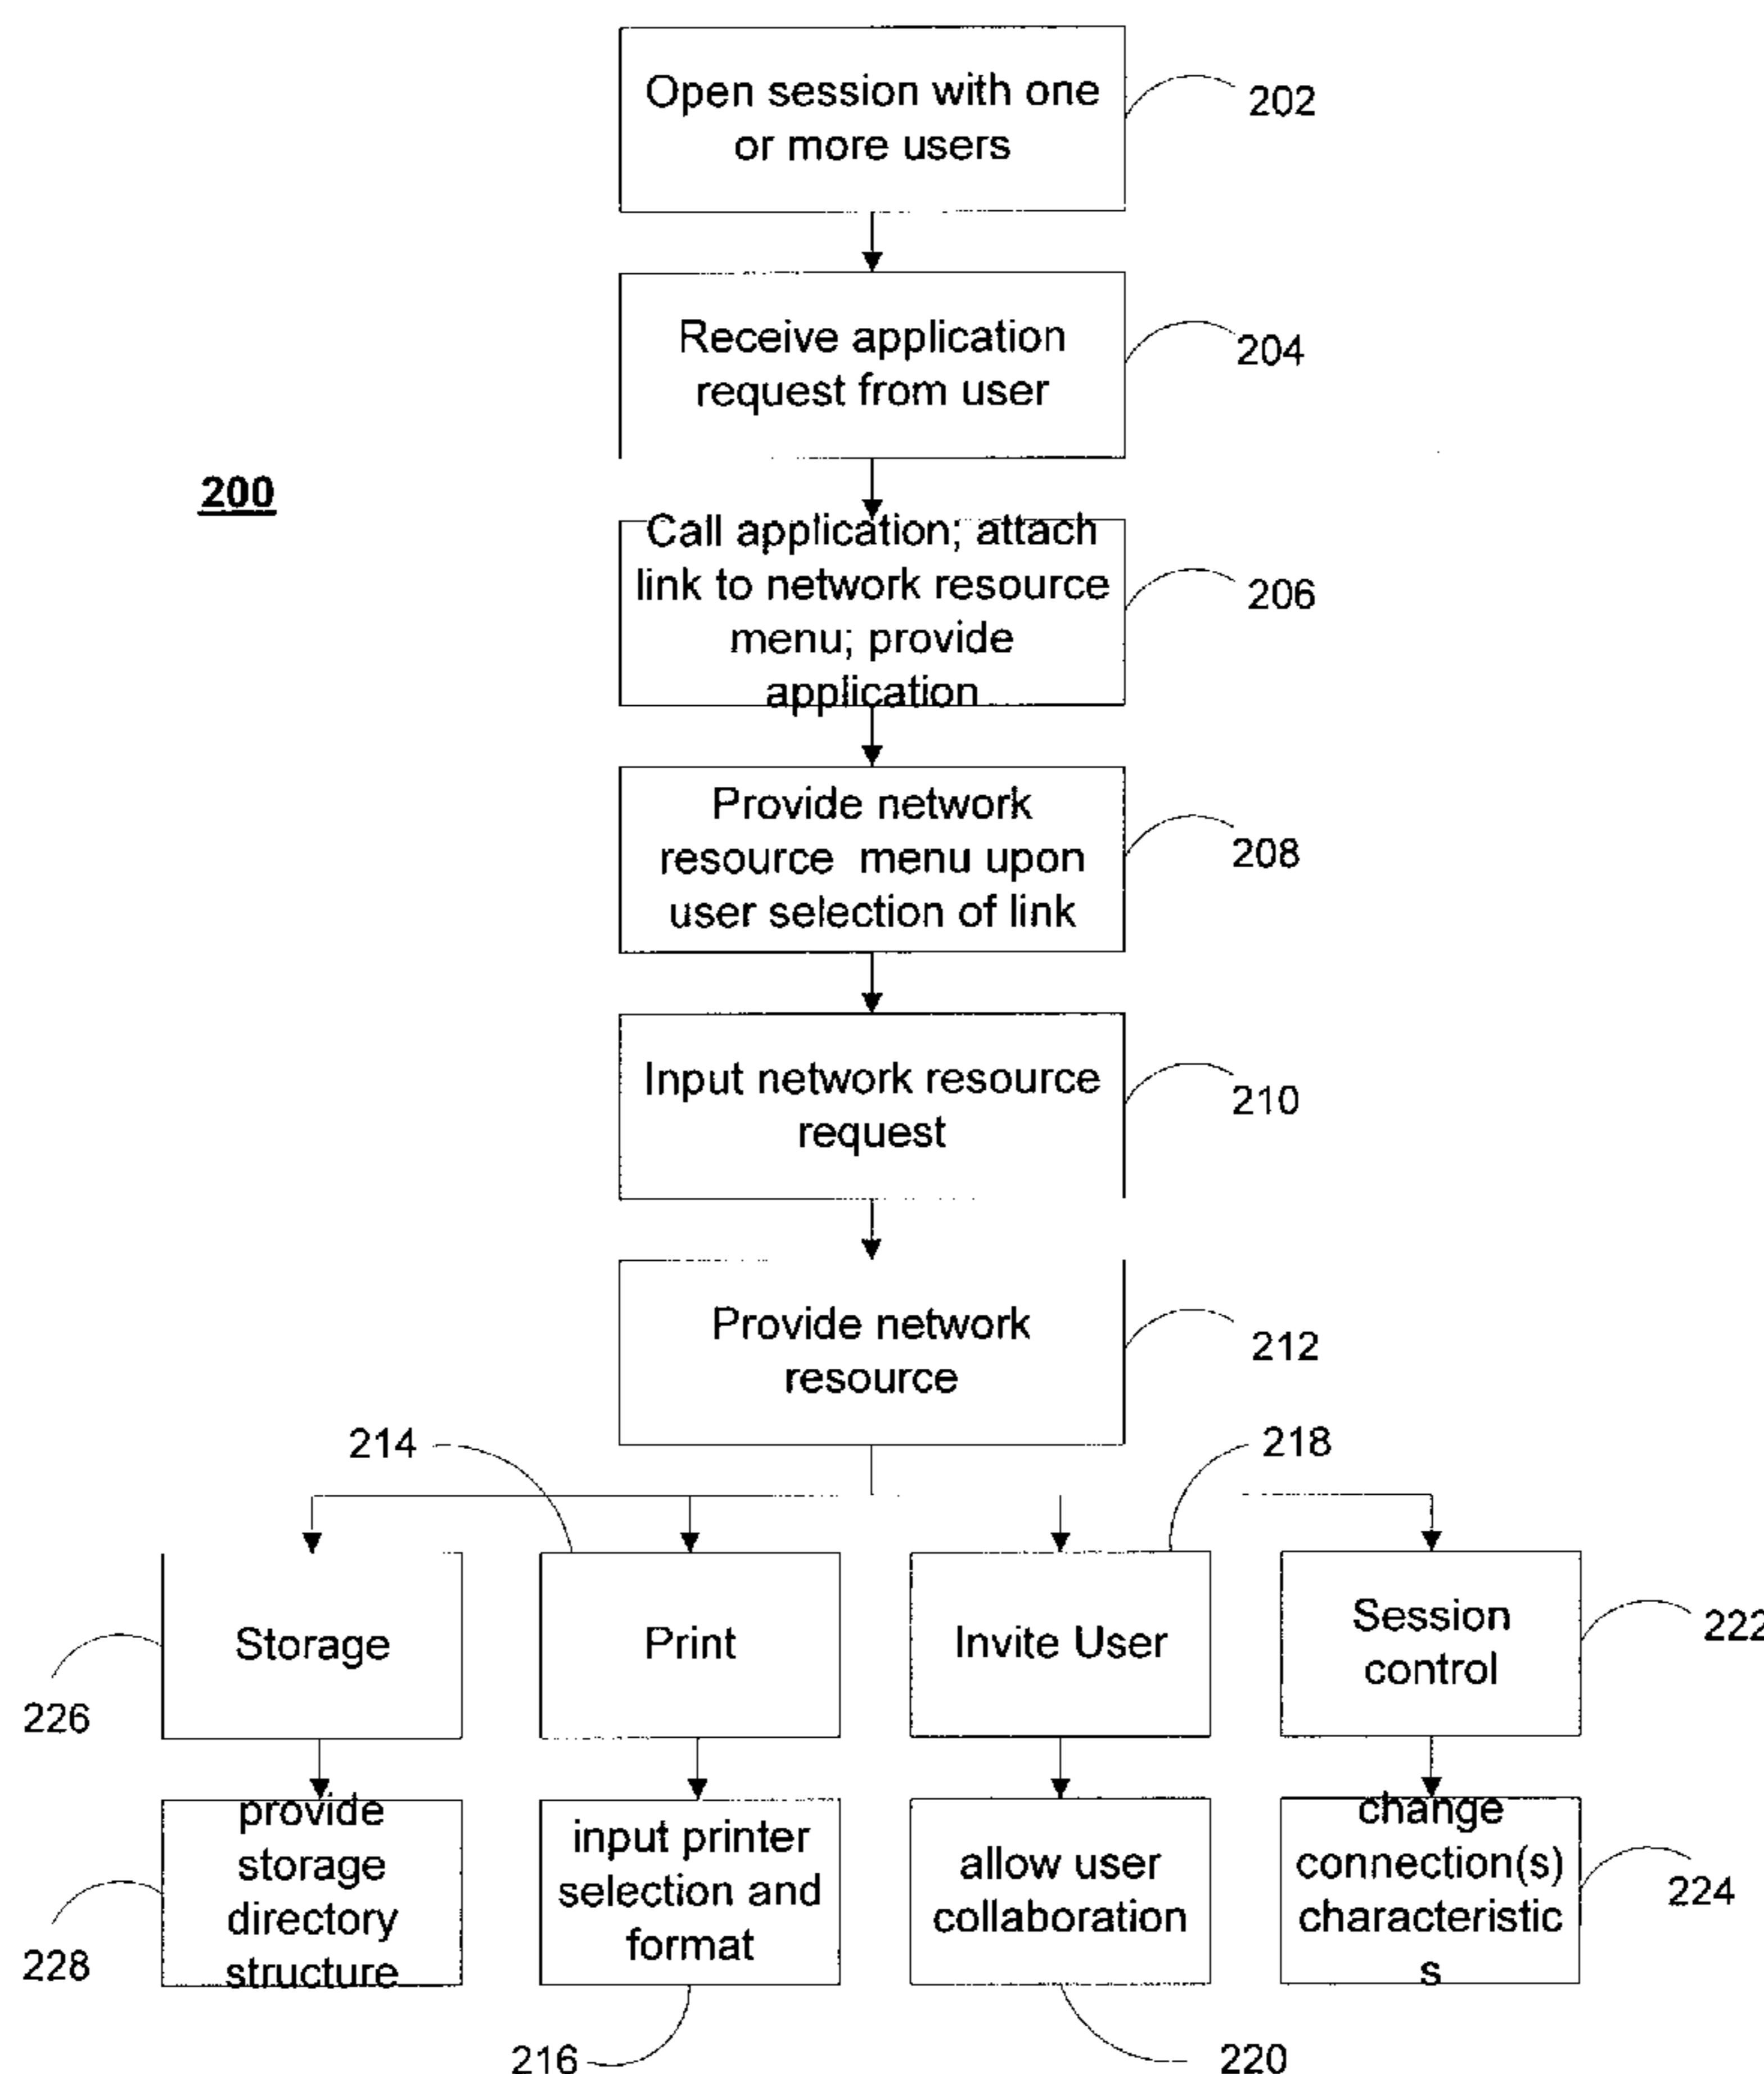 Open session with one
or more users
202
Receive application
request from user
204
200
Call application; attach
link to network resource
menu; provide
application
206
Provide network
resource menu upon
user selection of link
208
Input network resource
request
210
Provide network
resource
212
214
218
Storage
Print
Invite User
Session
control
222
226
provide
storage
directory
structure
input printer
selection and
format
allow user
collaboration
change
connection(s)
characteristic
s
224
228
216
220